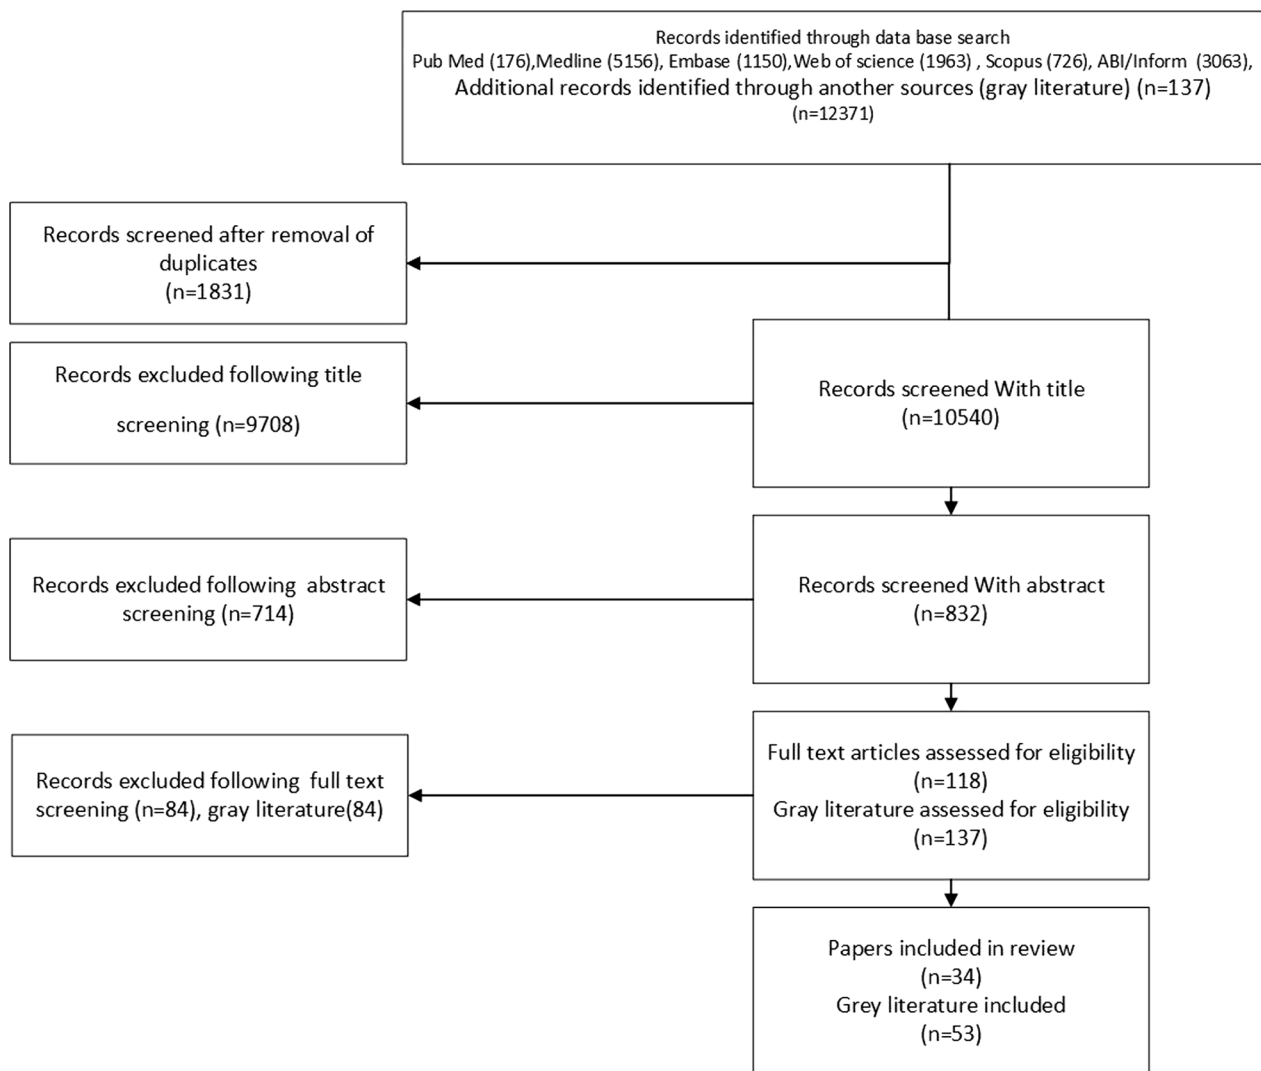 Records identified through data base search
Pub Med (176),Medline (5156), Embase (1150),Web of science (1963) , Scopus (726), ABI/Inform (3063),
Additional records identified through another sources (gray literature) (n=137)
(n=12371)
Records screened after removal of
duplicates
(n=1831)
Records screened With title
(n=10540)
Records excluded following title
screening (n=9708)
Records screened With abstract
(n=832)
Records excluded following abstract
screening (n=714)
Full text articles assessed for eligibility
(n=118)
Gray literature assessed for eligibility
(n=137)
Records excluded following full text
screening (n=84), gray literature(84)
Papers included in review
(n=34)
Grey literature included
(n=53)